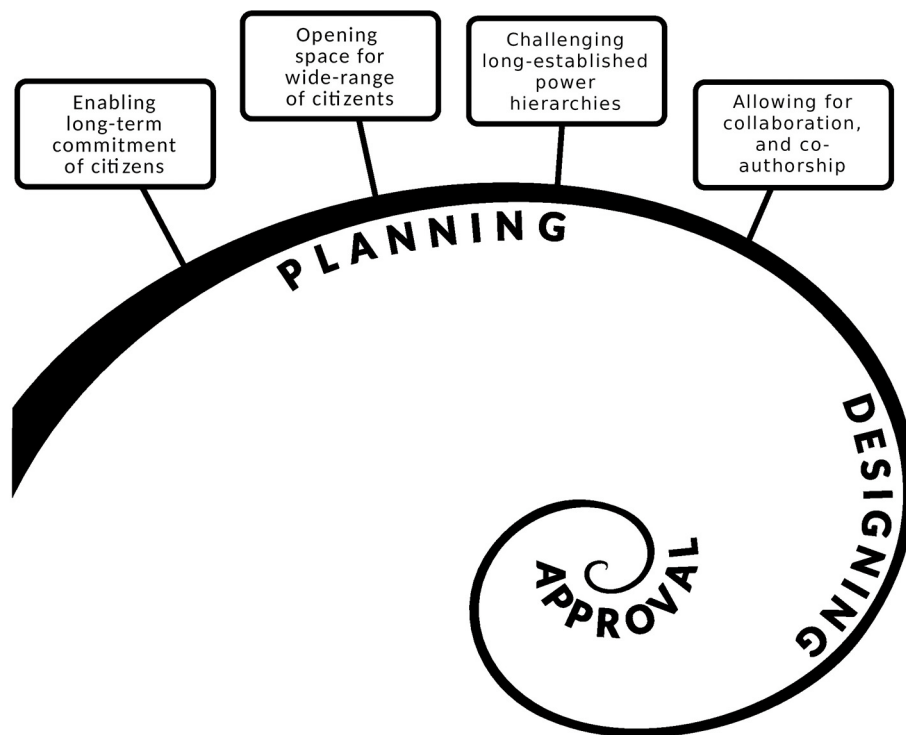 Enabling
long-term
commitment
of citizens
Opening
space for
wide-range
of citizents
Challenging
long-established
power
hierarchies
Allowing for
collaboration,
and co-
authorship
PLANNING
DESIGNING
APPROVAL